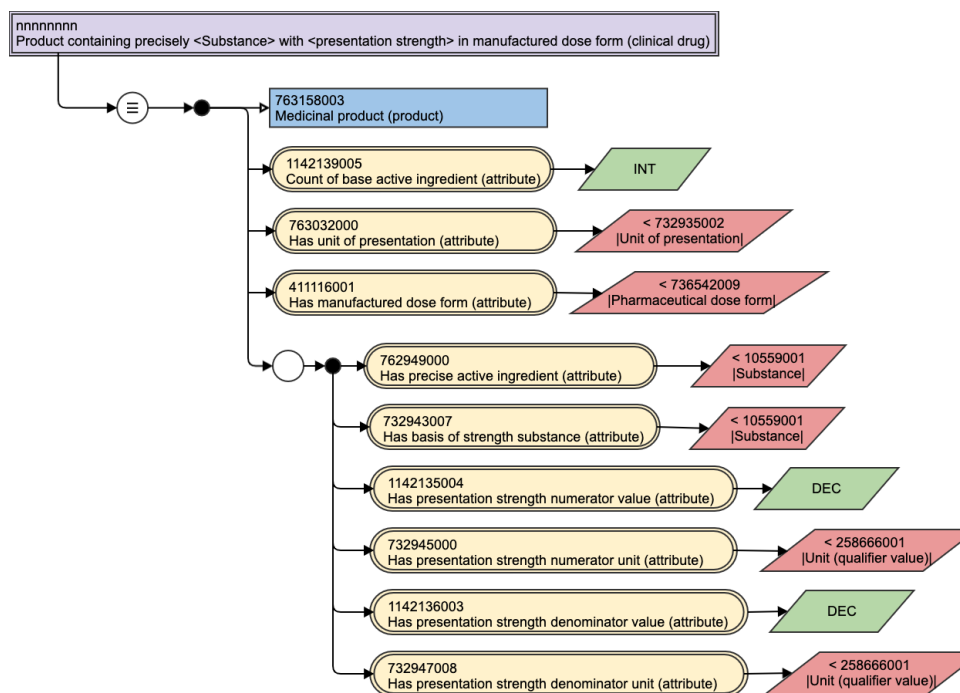 nnnnnnnn
Product containing precisely <Substance> with <presentation strength> in manufactured dose form (clinical drug)
763158003
Medicinal product (product)
1142139005
Count of base active ingredient (attribute)
INT
763032000
Has unit of presentation (attribute)
< 732935002
|Unit of presentation|
411116001
Has manufactured dose form (attribute)
< 736542009
|Pharmaceutical dose form|
762949000
Has precise active ingredient (attribute)
< 10559001
|Substance|
732943007
Has basis of strength substance (attribute)
< 10559001
|Substance|
1142135004
Has presentation strength numerator value (attribute)
DEC
732945000
Has presentation strength numerator unit (attribute)
< 258666001
|Unit (qualifier value)|
1142136003
Has presentation strength denominator value (attribute)
DEC
732947008
Has presentation strength denominator unit (attribute)
< 258666001
|Unit (qualifier value)|